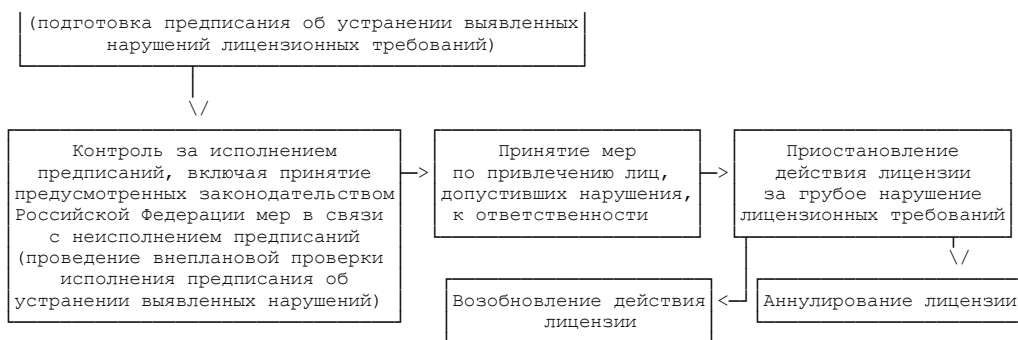 (подготовка предписания об устранении выявленных
нарушений лицензионных требований)
Контроль за исполнением
предписаний, включая принятие
предусмотренных законодательством
Российской Федерации мер в связи
с неисполнением предписаний
(проведение внеплановой проверки
исполнения предписания об
устранении выявленных нарушений)
Принятие мер
по привлечению лиц,
допустивших нарушения,
к ответственности
Приостановление
действия лицензии
за грубое нарушение
лицензионных требований
Возобновление действия
лицензии
Аннулирование лицензии